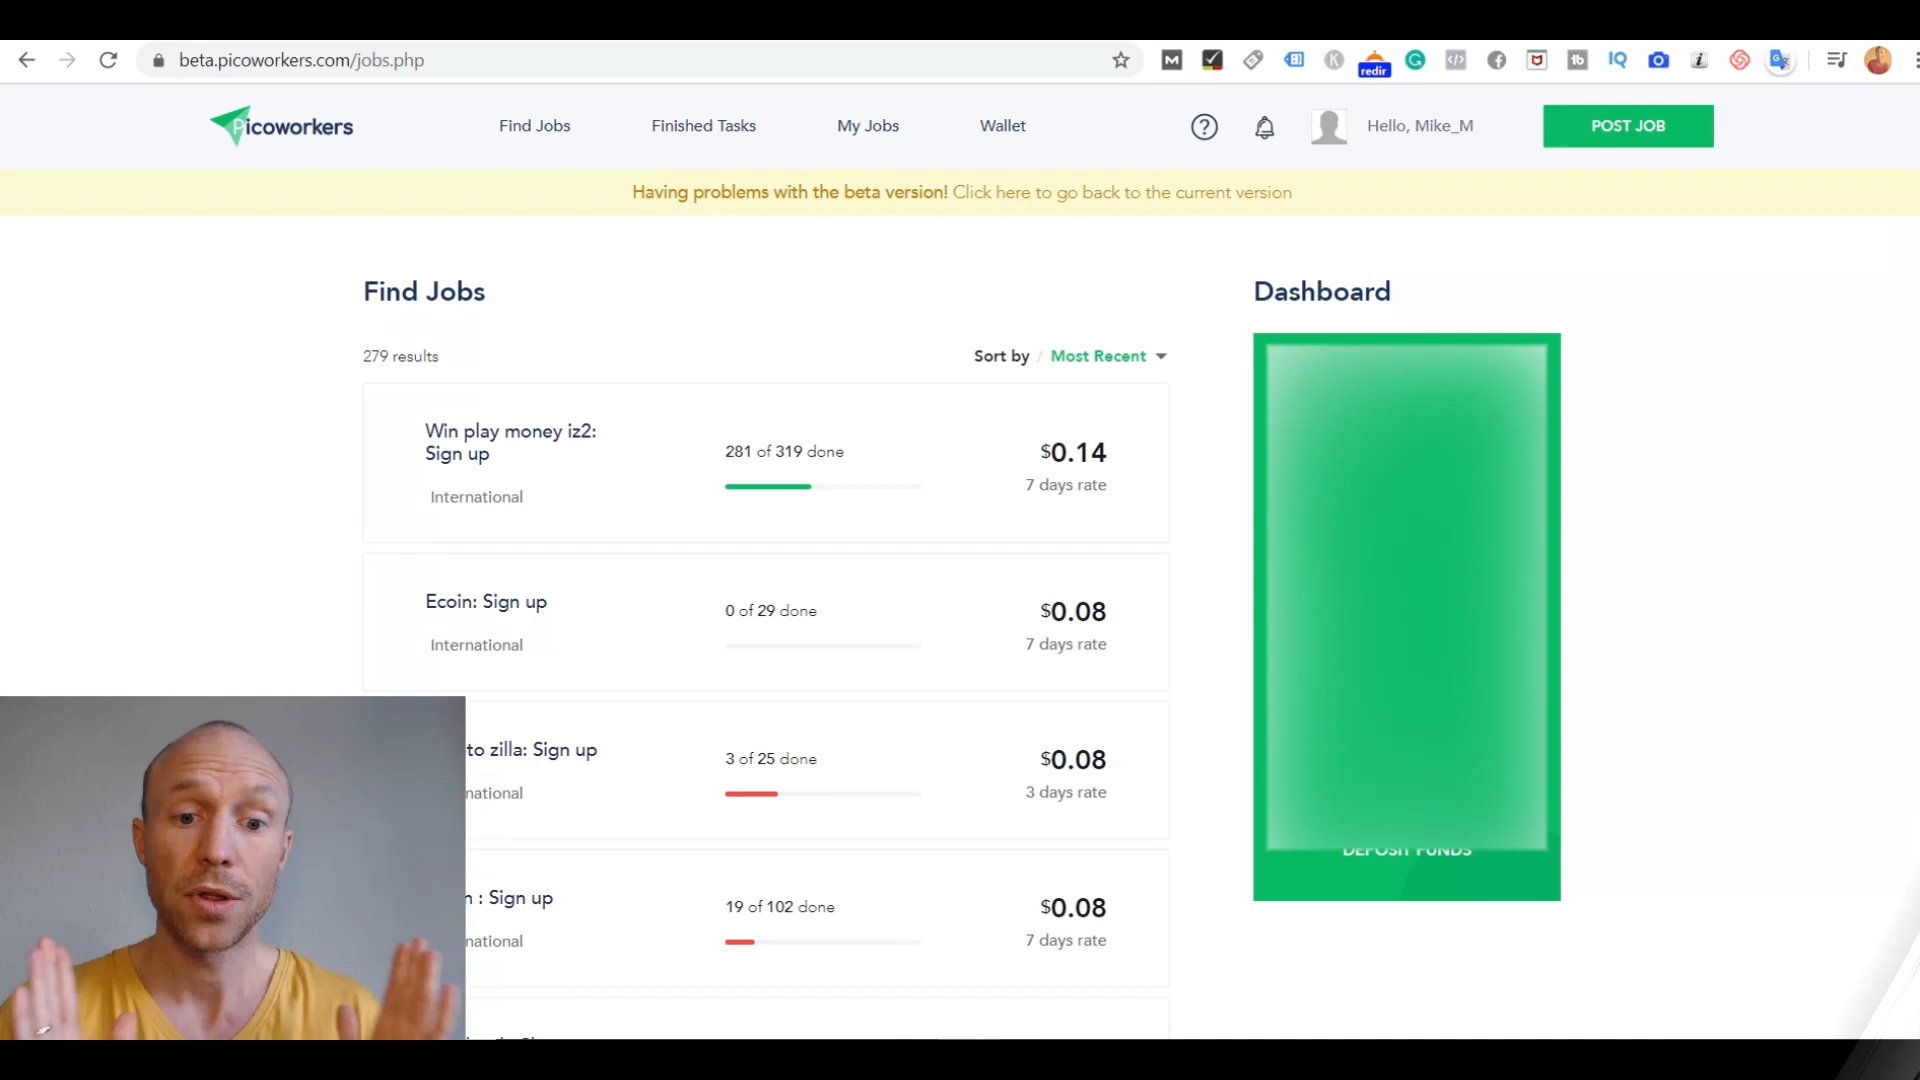 beta.picoworkers.com/jobs.php
redir
Picoworkers
Find Jobs
Finished Tasks
My Jobs
Wallet
Hello, Mike_M
POST JOB
Having problems with the beta version! Click here to go back to the current version
Find Jobs
Dashboard
279 results
Sort by / Most Recent
Win play money iz2:
Sign up
281 of 319 done
$0.14
7 days rate
International
Ecoin: Sign up
0 of 29 done
$0.08
7 days rate
International
to zilla: Sign up
3 of 25 done
$0.08
3 days rate
national
n : Sign up
19 of 102 done
$0.08
7 days rate
national
DEPOSIT FUNDS